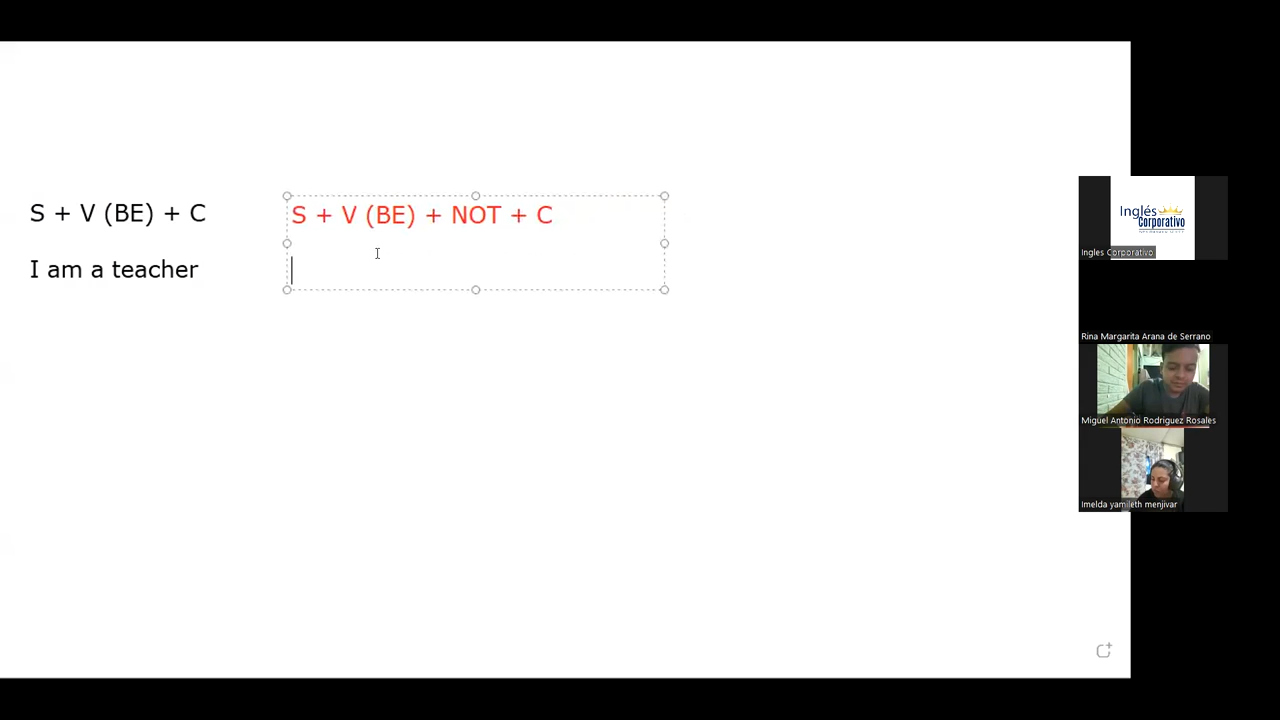 S + V (BE) + C
I am a teacher
S + V (BE) + NOT + C
Inglés
Corporativo
Ingles Corporativo
Rina Margarita Arana de Serrano
Miguel Antonio Rodriguez Rosales
Imelda yamileth menjivar